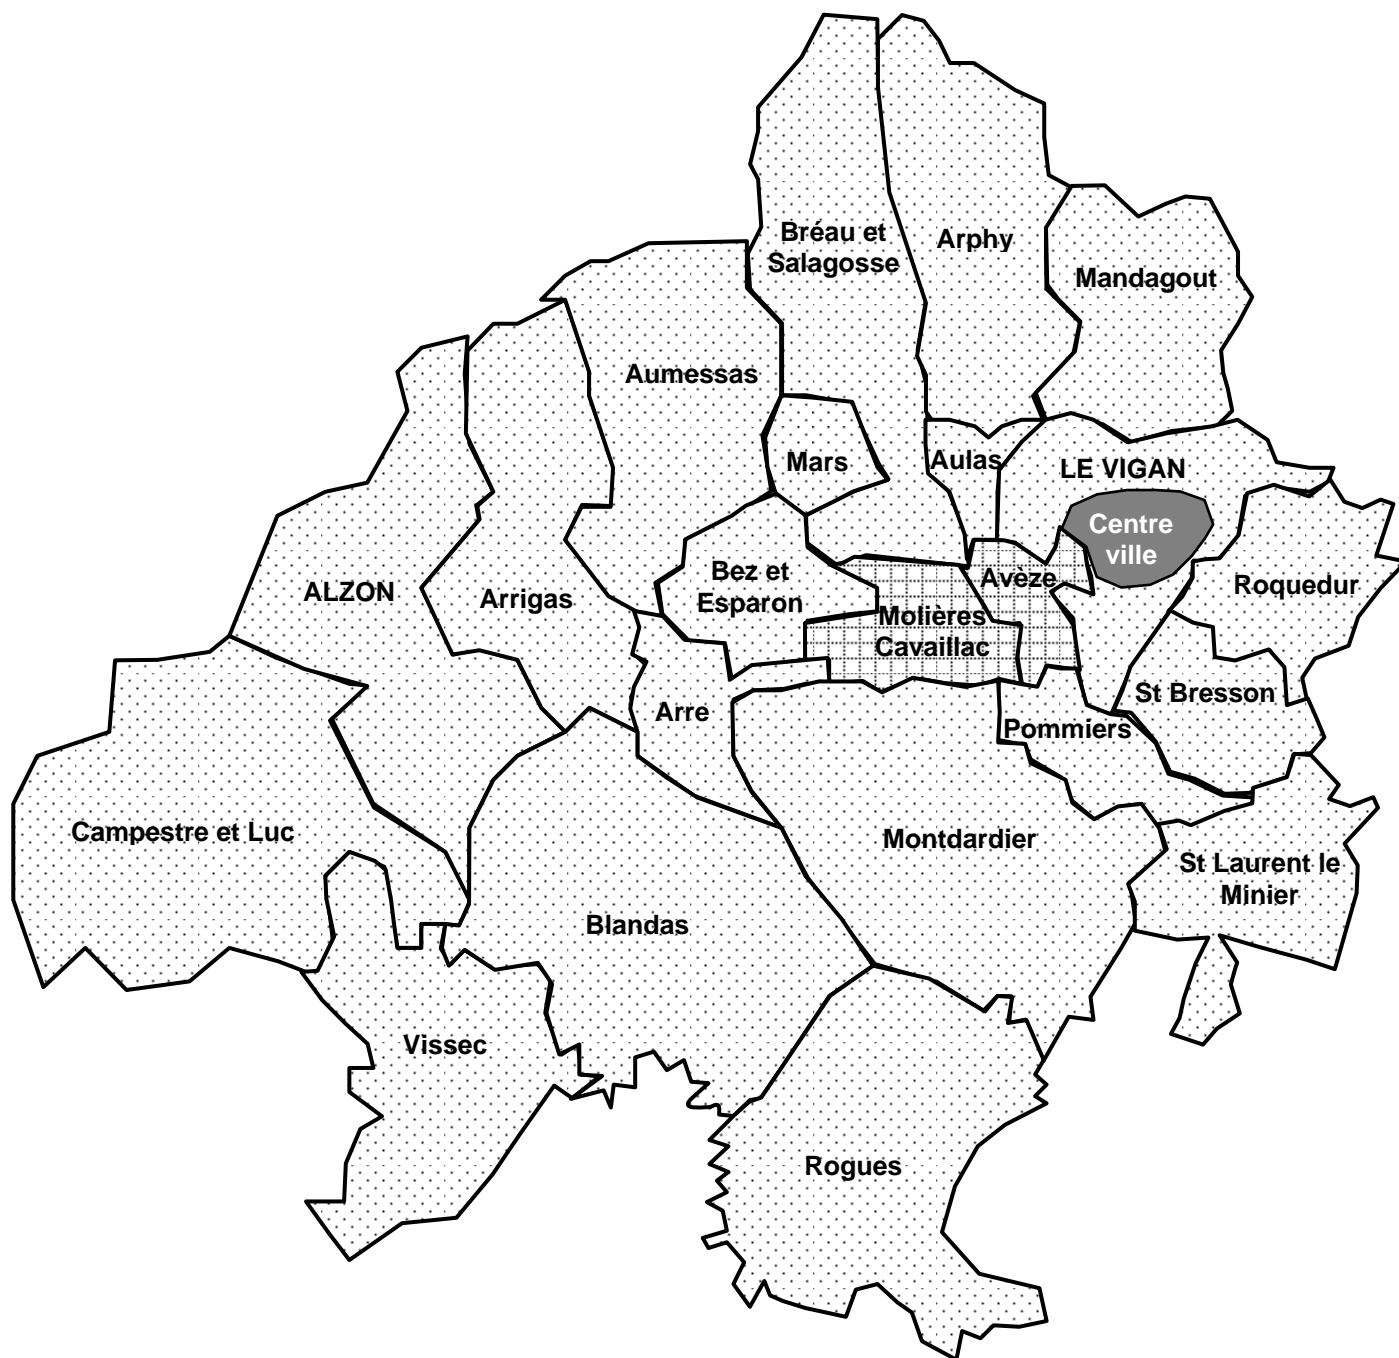 Bréau et
Salagosse
Arphy
Mandagout
Aumessas
Mars
Aulas
LE VIGAN
Centre
ville
Avèze
Roquedur
Bez et
Esparon
ALZON
Arrigas
Molières
Cavaillac
St Bresson
Arre
Pommiers
Campestre et Luc
Montdardier
St Laurent le
Minier
Blandas
Vissec
Rogues